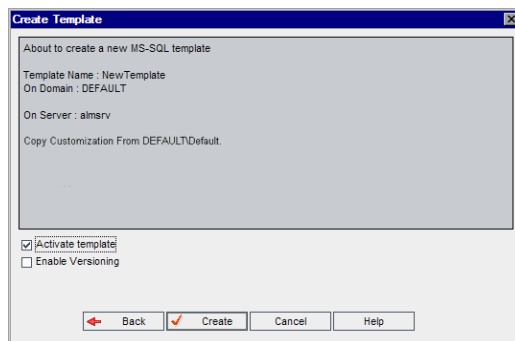 Create Template
About to create a new MS-SQL template
Template Name : NewTemplate
On Domain : DEFAULT
On Server : almsrv
Copy Customization From DEFAULT\Default.
Activate template
Enable Versioning
Back Create Cancel Help